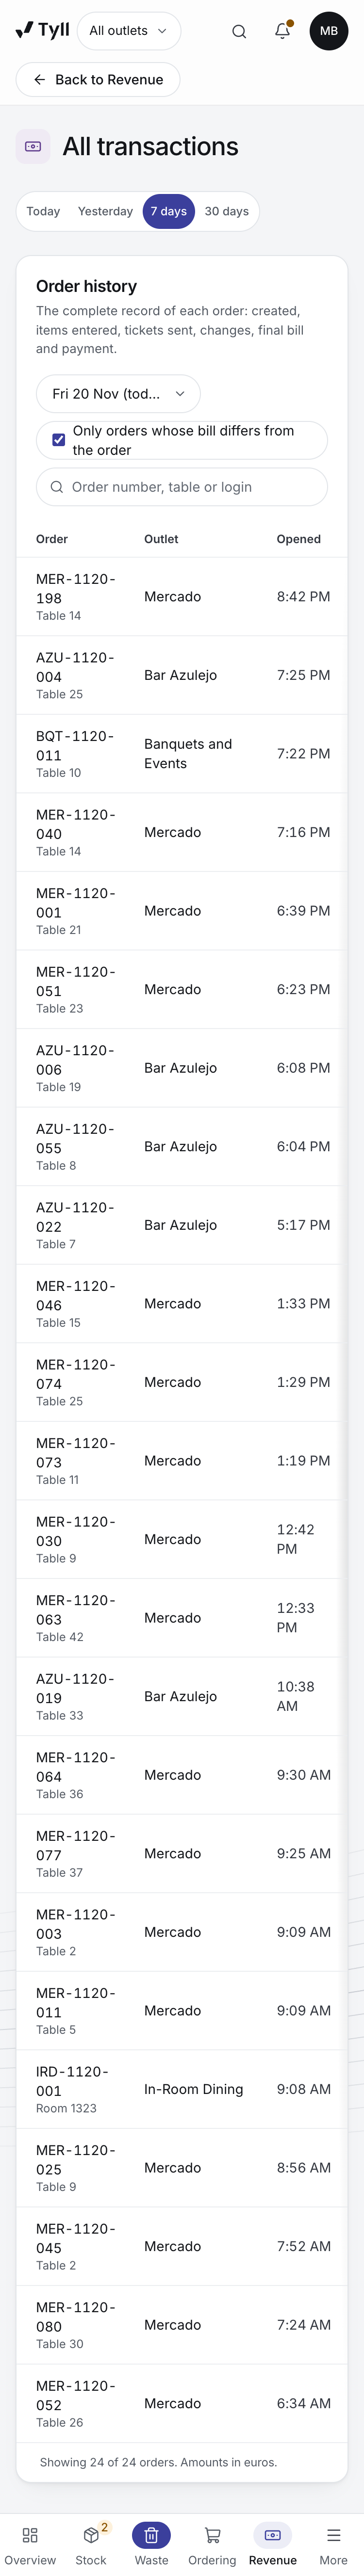 Tyll
All outlets
MB
Back to Revenue
All transactions
Today Yesterday 7 days 30 days
Order history
The complete record of each order: created,
items entered, tickets sent, changes, final bill
and payment.
Fri 20 Nov (tod...
Only orders whose bill differs from
the order
Order number, table or login
Order Outlet Opened
MER-1120-
198
Table 14
Mercado
8:42 PM
AZU-1120-
004
Table 25
Bar Azulejo
7:25 PM
BQT-1120-
011
Table 10
Banquets and
Events
7:22 PM
MER-1120-
040
Table 14
Mercado
7:16 PM
MER-1120-
001
Table 21
Mercado
6:39 PM
MER-1120-
051
Table 23
Mercado
6:23 PM
AZU-1120-
006
Table 19
Bar Azulejo
6:08 PM
AZU-1120-
055
Table 8
Bar Azulejo
6:04 PM
AZU-1120-
022
Table 7
Bar Azulejo
5:17 PM
MER-1120-
046
Table 15
Mercado
1:33 PM
MER-1120-
074
Table 25
Mercado
1:29 PM
MER-1120-
073
Table 11
Mercado
1:19 PM
MER-1120-
030
Table 9
Mercado
12:42
PM
MER-1120-
063
Table 42
Mercado
12:33
PM
AZU-1120-
019
Table 33
Bar Azulejo
10:38
AM
MER-1120-
064
Table 36
Mercado
9:30 AM
MER-1120-
077
Table 37
Mercado
9:25 AM
MER-1120-
003
Table 2
Mercado
9:09 AM
MER-1120-
011
Table 5
Mercado
9:09 AM
IRD-1120-
001
Room 1323
In-Room Dining
9:08 AM
MER-1120-
025
Table 9
Mercado
8:56 AM
MER-1120-
045
Table 2
Mercado
7:52 AM
MER-1120-
080
Table 30
Mercado
7:24 AM
MER-1120-
052
Table 26
Mercado
6:34 AM
Showing 24 of 24 orders. Amounts in euros.
2
Overview Stock Waste Ordering Revenue More